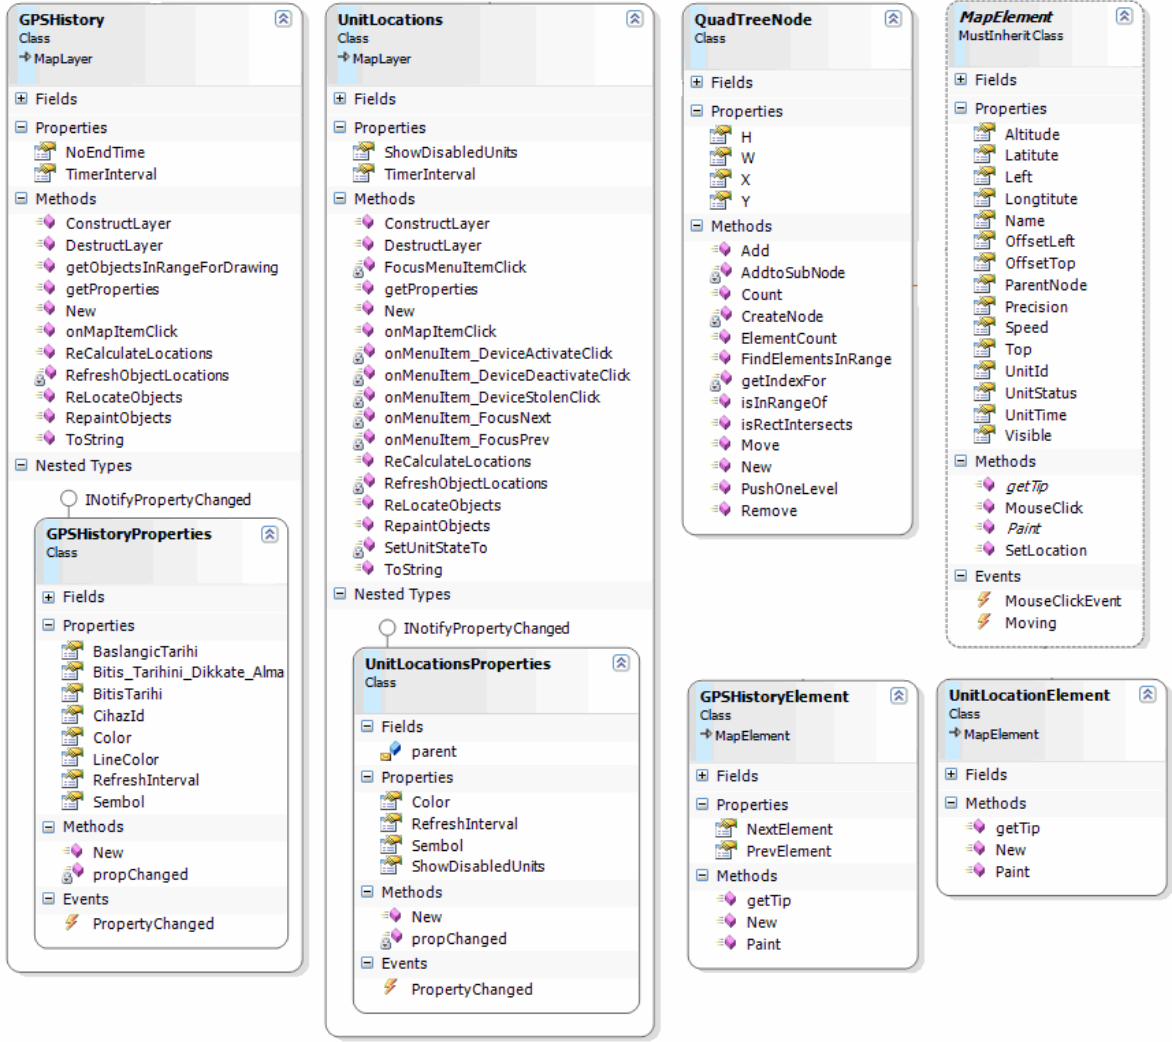 GPSHistory
Class
MapLayer
Fields
Properties
NoEndTime
TimerInterval
Methods
ConstructLayer
DestructLayer
getObjectsInRangeForDrawing
getProperties
New
onMapItemClick
ReCalculateLocations
RefreshObjectLocations
ReLocateObjects
RepaintObjects
ToString
Nested Types
INotifyPropertyChanged
GPSHistoryProperties
Class
Fields
Properties
BaslangicTarihi
Bitis_Tarihini_Dikkate_Alma
BitisTarihi
CihazId
Color
LineColor
RefreshInterval
Sembol
Methods
New
propChanged
Events
PropertyChanged
UnitLocations
Class
MapLayer
Fields
Properties
ShowDisabledUnits
TimerInterval
Methods
ConstructLayer
DestructLayer
FocusMenuItemClick
getProperties
New
onMapItemClick
onMenuItem_DeviceActivateClick
onMenuItem_DeviceDeactivateClick
onMenuItem_DeviceStolenClick
onMenuItem_FocusNext
onMenuItem_FocusPrev
ReCalculateLocations
RefreshObjectLocations
ReLocateObjects
RepaintObjects
SetUnitStateTo
ToString
Nested Types
INotifyPropertyChanged
UnitLocationsProperties
Class
Fields
parent
Properties
Color
RefreshInterval
Sembol
ShowDisabledUnits
Methods
New
propChanged
Events
PropertyChanged
QuadTreeNode
Class
Fields
Properties
H
W
X
Y
Methods
Add
AddtoSubNode
Count
CreateNode
ElementCount
FindElementsInRange
getIndexFor
isInRangeOf
isRectIntersects
Move
New
PushOneLevel
Remove
MapElement
MustInherit Class
Fields
Properties
Altitude
Latitute
Left
Longtitute
Name
OffsetLeft
OffsetTop
ParentNode
Precision
Speed
Top
UnitId
UnitStatus
UnitTime
Visible
Methods
getTip
MouseClick
Paint
SetLocation
Events
MouseClickEvent
Moving
GPSHistoryElement
Class
MapElement
Fields
Properties
NextElement
PrevElement
Methods
getTip
New
Paint
UnitLocationElement
Class
MapElement
Fields
Methods
getTip
New
Paint